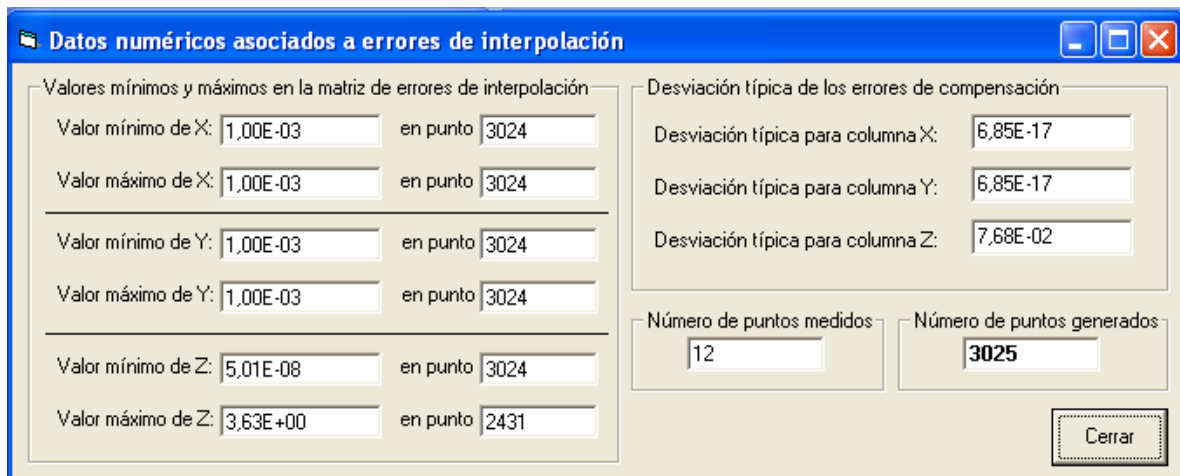 Datos numéricos asociados a errores de interpolación
Valores mínimos y máximos en la matriz de errores de interpolación
Valor mínimo de X: 1,00E-03 en punto 3024
Valor máximo de X: 1,00E-03 en punto 3024
Valor mínimo de Y: 1,00E-03 en punto 3024
Valor máximo de Y: 1,00E-03 en punto 3024
Valor mínimo de Z: 5,01E-08 en punto 3024
Valor máximo de Z: 3,63E+00 en punto 2431
Desviación típica de los errores de compensación
Desviación típica para columna X: 6,85E-17
Desviación típica para columna Y: 6,85E-17
Desviación típica para columna Z: 7,68E-02
Número de puntos medidos
12
Número de puntos generados
3025
Cerrar